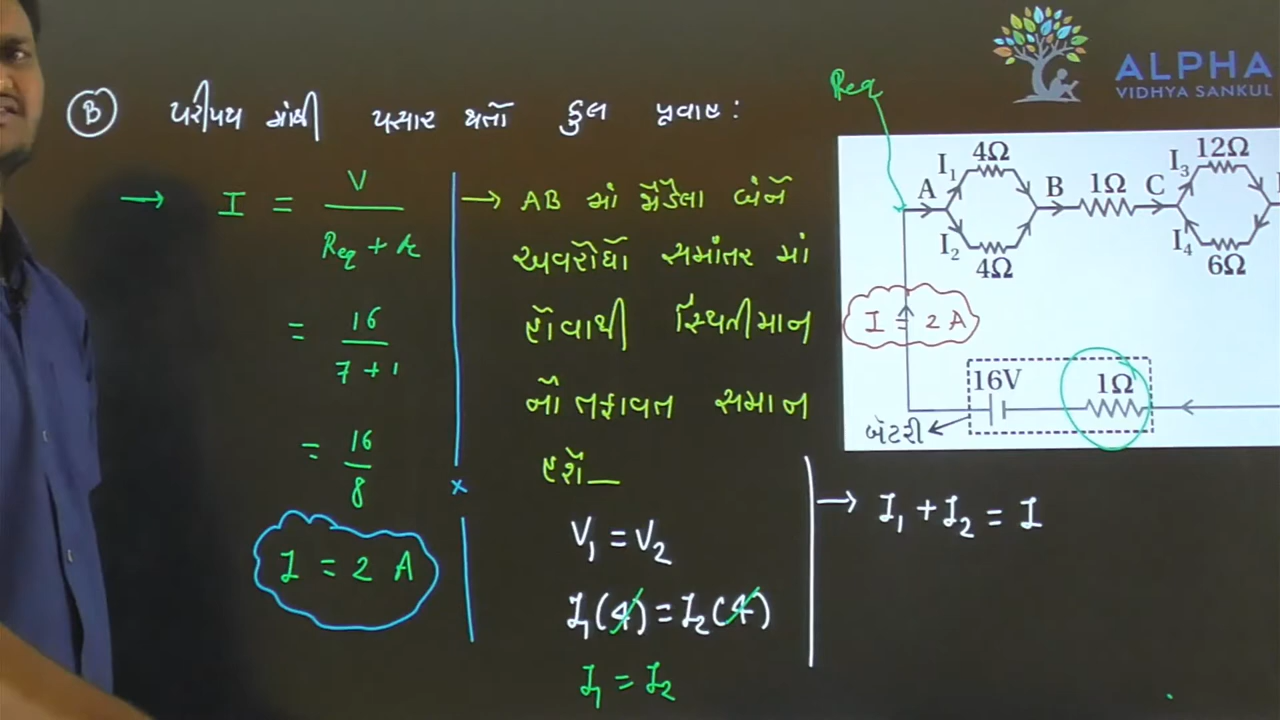 ALPHA
VIDHYA SANKUL
Ⓑ પરીપથ માંથી પસાર થતો કુલ પ્રવાહ :
→ I = V / Req + r
= 16 / 7 + 1
= 16 / 8
I = 2 A
→ AB માં જોડેલા બંને
અવરોધો સમાંતર માં
હોવાથી સ્થિતીમાન
નો તફાવત સમાન
હશે
V₁ = V₂
I₁(4) = I₂(4)
I₁ = I₂
→ I₁ + I₂ = I
Req
I₁ 4Ω I₃ 12Ω
A B 1Ω C
I₂ 4Ω I₄ 6Ω
I = 2 A
16V 1Ω
બેટરી